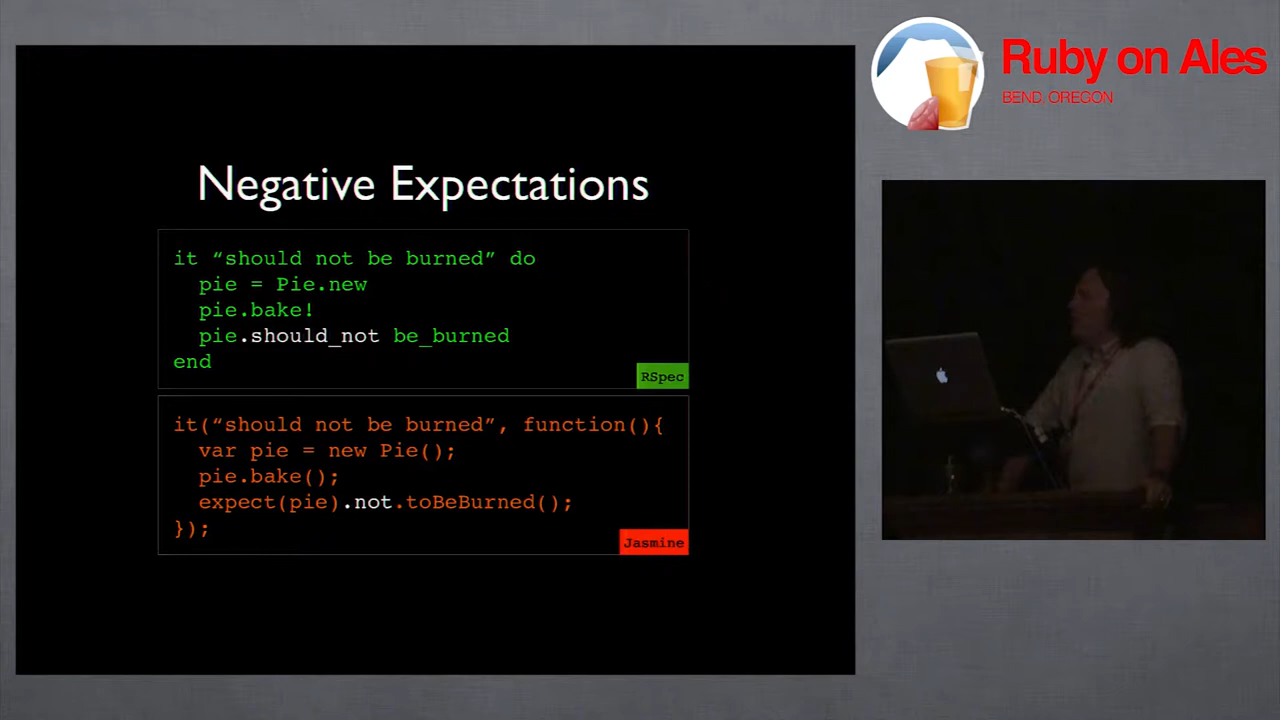 Ruby on Ales
BEND, OREGON
Negative Expectations
it “should not be burned” do
pie = Pie.new
pie.bake!
pie.should_not be_burned
end
RSpec
it(“should not be burned”, function(){
var pie = new Pie();
pie.bake();
expect(pie).not.toBeBurned();
});
Jasmine